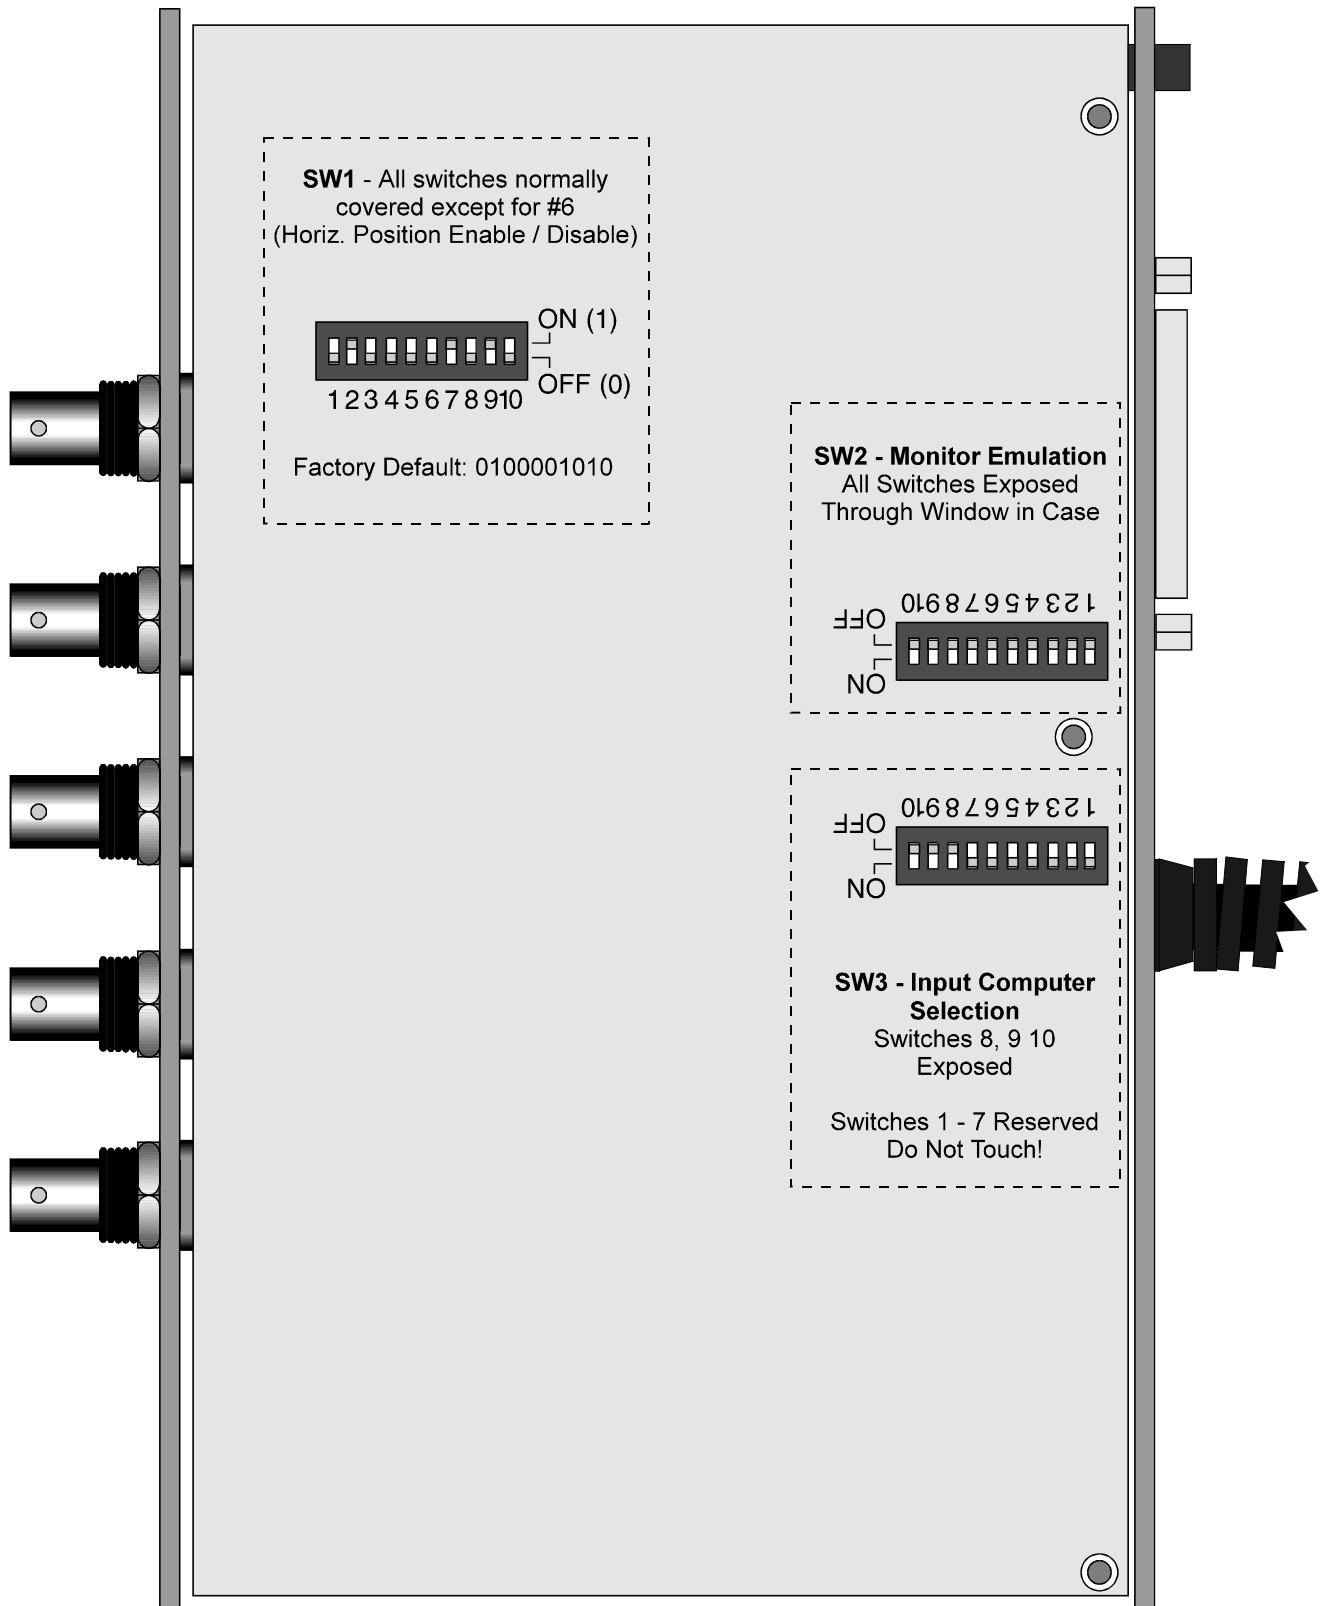 SW1 - All switches normally
covered except for #6
(Horiz. Position Enable / Disable)
ON (1)
OFF (0)
1 2 3 4 5 6 7 8 9 10
Factory Default: 0100001010
SW2 - Monitor Emulation
All Switches Exposed
Through Window in Case
10 9 8 7 6 5 4 3 2 1
OFF
ON
10 9 8 7 6 5 4 3 2 1
OFF
ON
SW3 - Input Computer
Selection
Switches 8, 9 10
Exposed
Switches 1 - 7 Reserved
Do Not Touch!